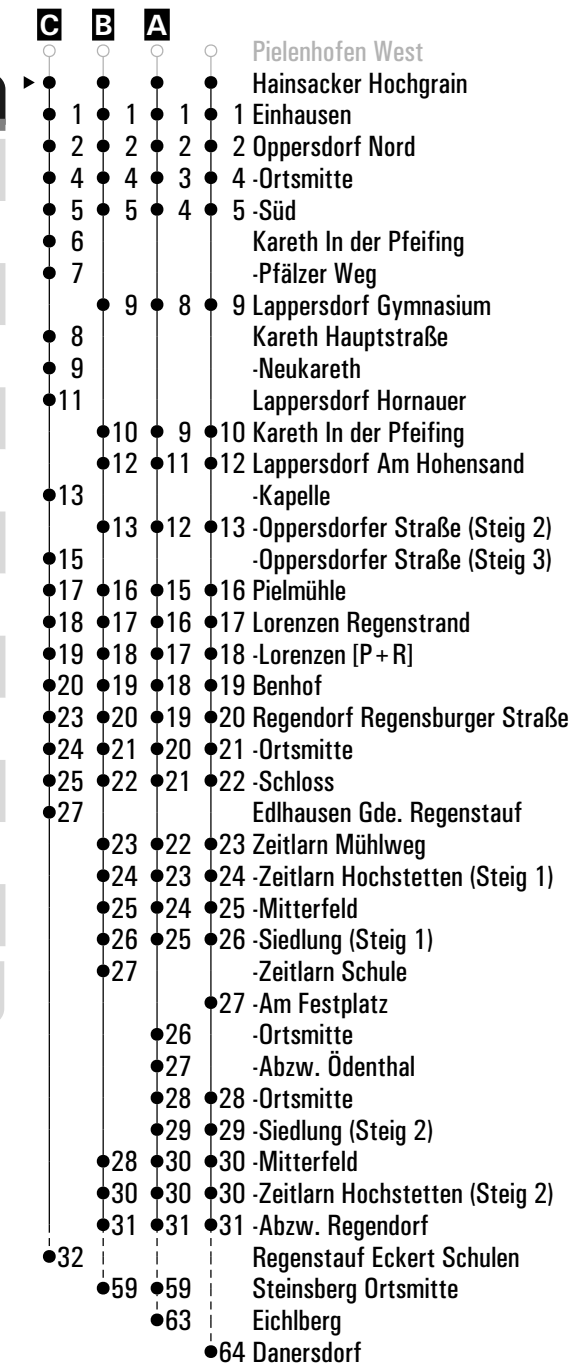 C B A
Pielenhofen West
Hainsacker Hochgrain
1 1 1 1 Einhausen
2 2 2 2 Oppersdorf Nord
4 4 3 4 -Ortsmitte
5 5 4 5 -Süd
6 Kareth In der Pfeifing
7 -Pfälzer Weg
9 8 9 Lappersdorf Gymnasium
8 Kareth Hauptstraße
9 -Neukareth
11 Lappersdorf Hornauer
10 9 10 Kareth In der Pfeifing
12 11 12 Lappersdorf Am Hohensand
13 -Kapelle
13 12 13 -Oppersdorfer Straße (Steig 2)
15 -Oppersdorfer Straße (Steig 3)
17 16 15 16 Pielmühle
18 17 16 17 Lorenzen Regenstrand
19 18 17 18 -Lorenzen [P+R]
20 19 18 19 Benhof
23 20 19 20 Regendorf Regensburger Straße
24 21 20 21 -Ortsmitte
25 22 21 22 -Schloss
27 Edlhausen Gde. Regenstauf
23 22 23 Zeitlarn Mühlweg
24 23 24 -Zeitlarn Hochstetten (Steig 1)
25 24 25 -Mitterfeld
26 25 26 -Siedlung (Steig 1)
27 -Zeitlarn Schule
27 -Am Festplatz
26 -Ortsmitte
27 -Abzw. Ödenthal
28 28 -Ortsmitte
29 29 -Siedlung (Steig 2)
28 30 30 -Mitterfeld
30 30 30 -Zeitlarn Hochstetten (Steig 2)
31 31 31 -Abzw. Regendorf
32 Regenstauf Eckert Schulen
59 59 Steinsberg Ortsmitte
63 Eichlberg
64 Danersdorf